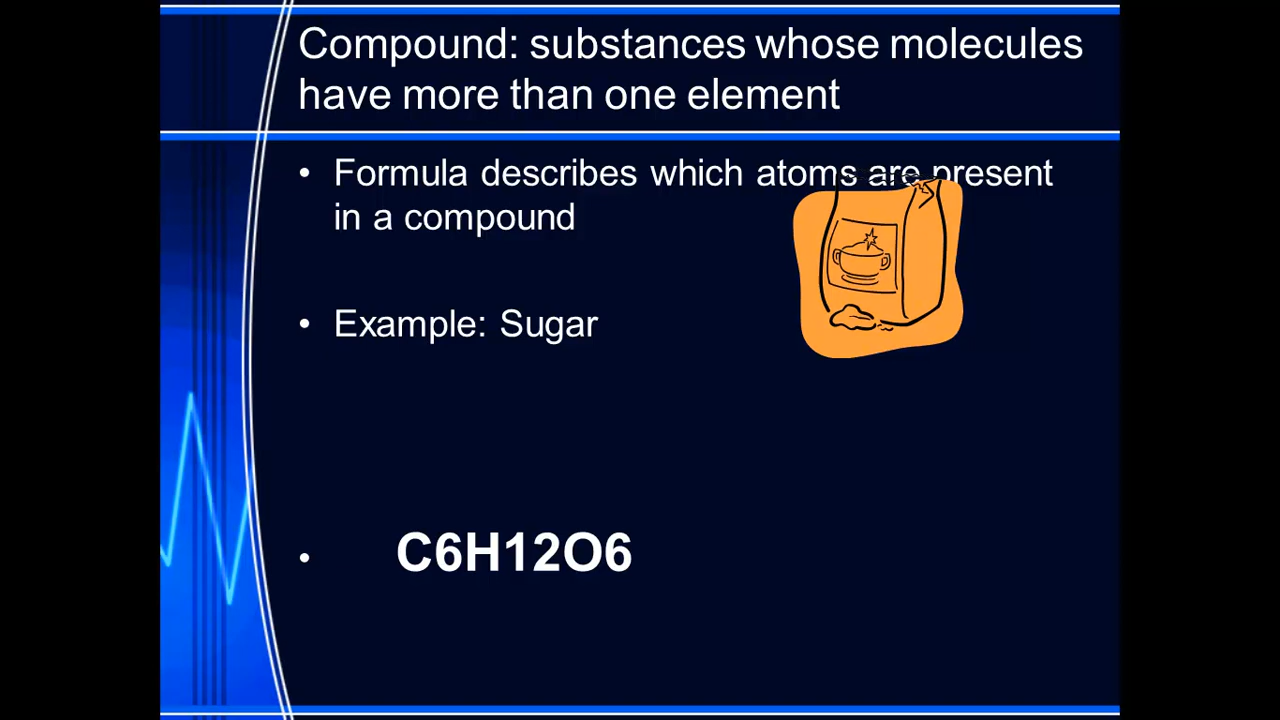 Compound: substances whose molecules
have more than one element
• Formula describes which atoms are present
in a compound
• Example: Sugar
• C6H12O6